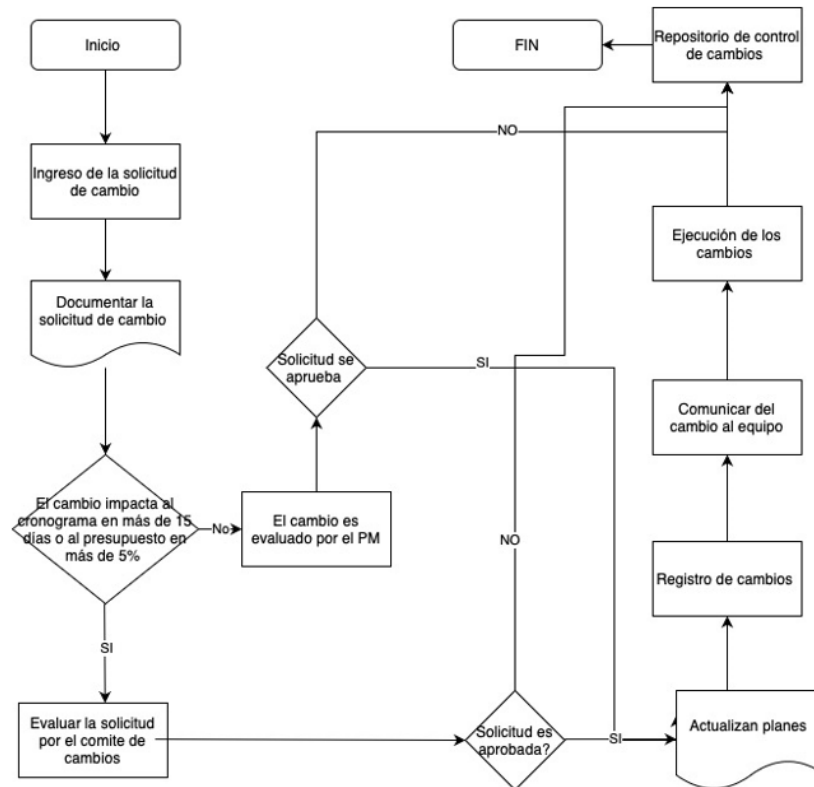 Inicio
FIN
Repositorio de control
de cambios
NO
Ingreso de la solicitud
de cambio
Ejecución de los
cambios
Documentar la
solicitud de cambio
Solicitud se
aprueba
SI
Comunicar del
cambio al equipo
El cambio impacta al
cronograma en más de 15
días o al presupuesto en
más de 5%
No
El cambio es
evaluado por el PM
NO
Registro de cambios
SI
Evaluar la solicitud
por el comite de
cambios
Solicitud es
aprobada?
SI
Actualizan planes